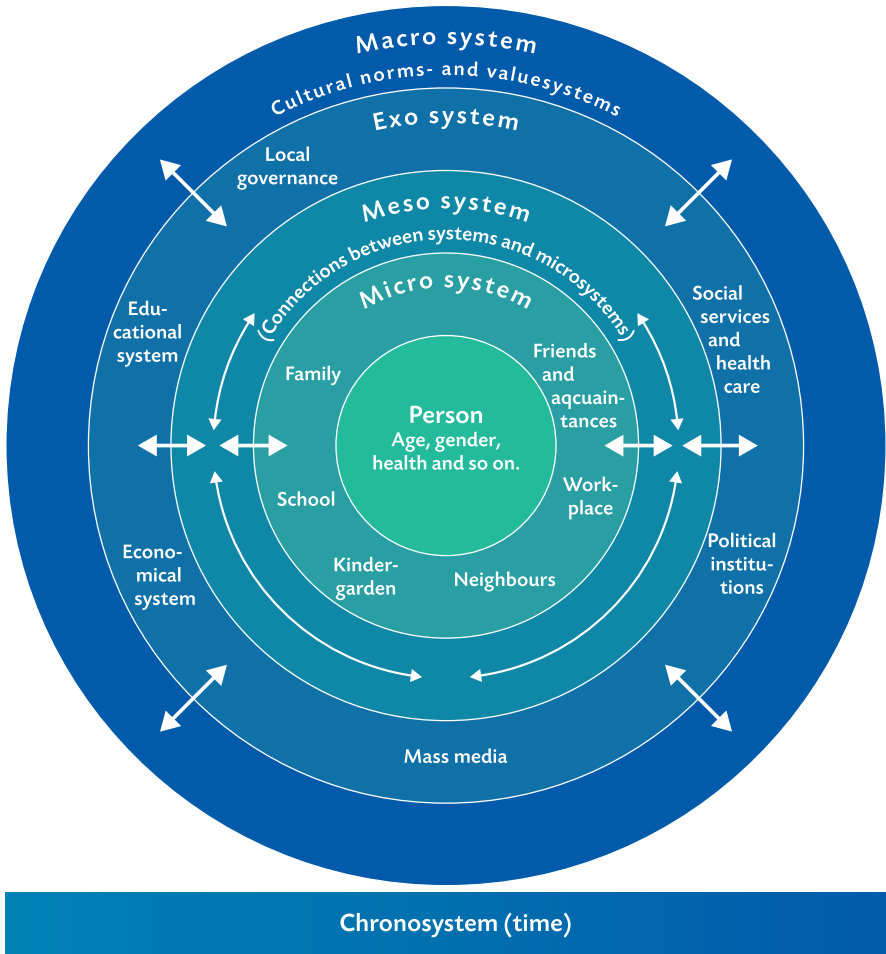 Macro system
Cultural norms- and valuesystems
Exo system
Local
governance
Meso system
(Connections between systems and microsystems)
Micro system
Edu-
cational
system
Social
services
and
health
care
Family
Friends
and
aqcuain-
tances
Person
Age, gender,
health and so on.
School
Work-
place
Kinder-
garden
Neighbours
Econo-
mical
system
Political
institu-
tions
Mass media
Chronosystem (time)